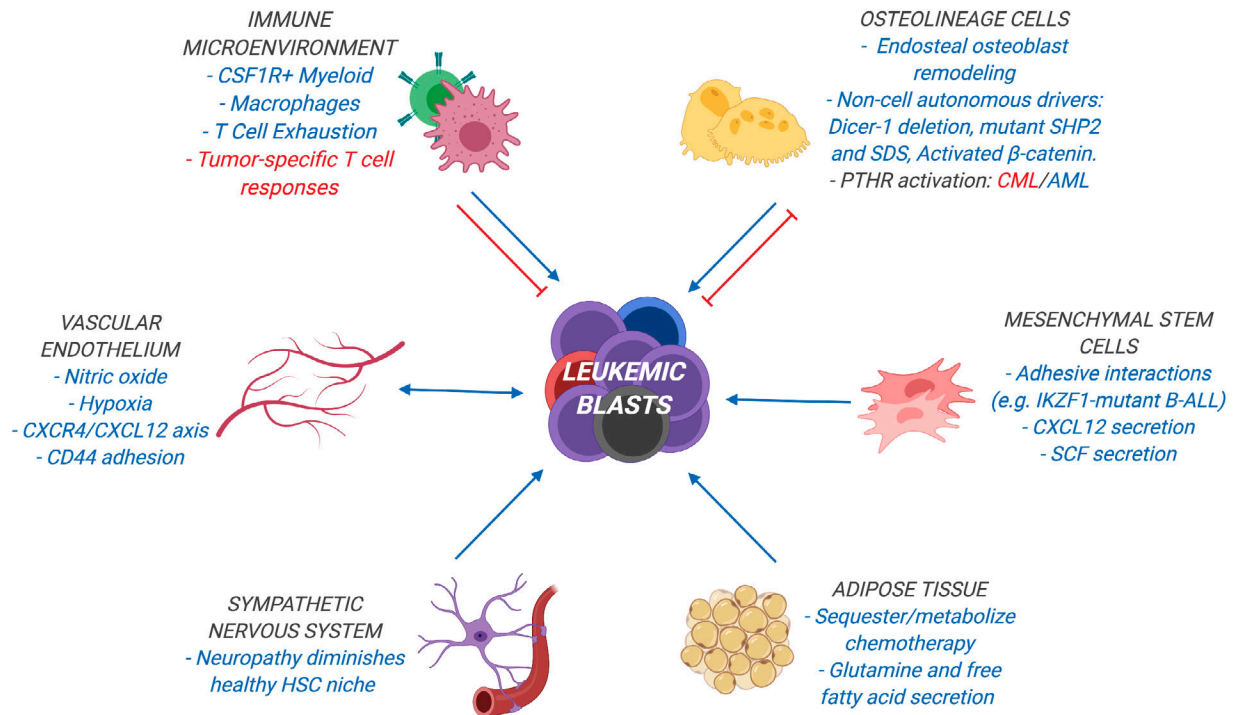 IMMUNE
MICROENVIRONMENT
- CSF1R+ Myeloid
- Macrophages
- T Cell Exhaustion
- Tumor-specific T cell
responses
OSTEOLINEAGE CELLS
- Endosteal osteoblast
remodeling
- Non-cell autonomous drivers:
Dicer-1 deletion, mutant SHP2
and SDS, Activated β-catenin.
- PTHR activation: CML/AML
VASCULAR
ENDOTHELIUM
- Nitric oxide
- Hypoxia
- CXCR4/CXCL12 axis
- CD44 adhesion
LEUKEMIC
BLASTS
MESENCHYMAL STEM
CELLS
- Adhesive interactions
(e.g. IKZF1-mutant B-ALL)
- CXCL12 secretion
- SCF secretion
SYMPATHETIC
NERVOUS SYSTEM
- Neuropathy diminishes
healthy HSC niche
ADIPOSE TISSUE
- Sequester/metabolize
chemotherapy
- Glutamine and free
fatty acid secretion